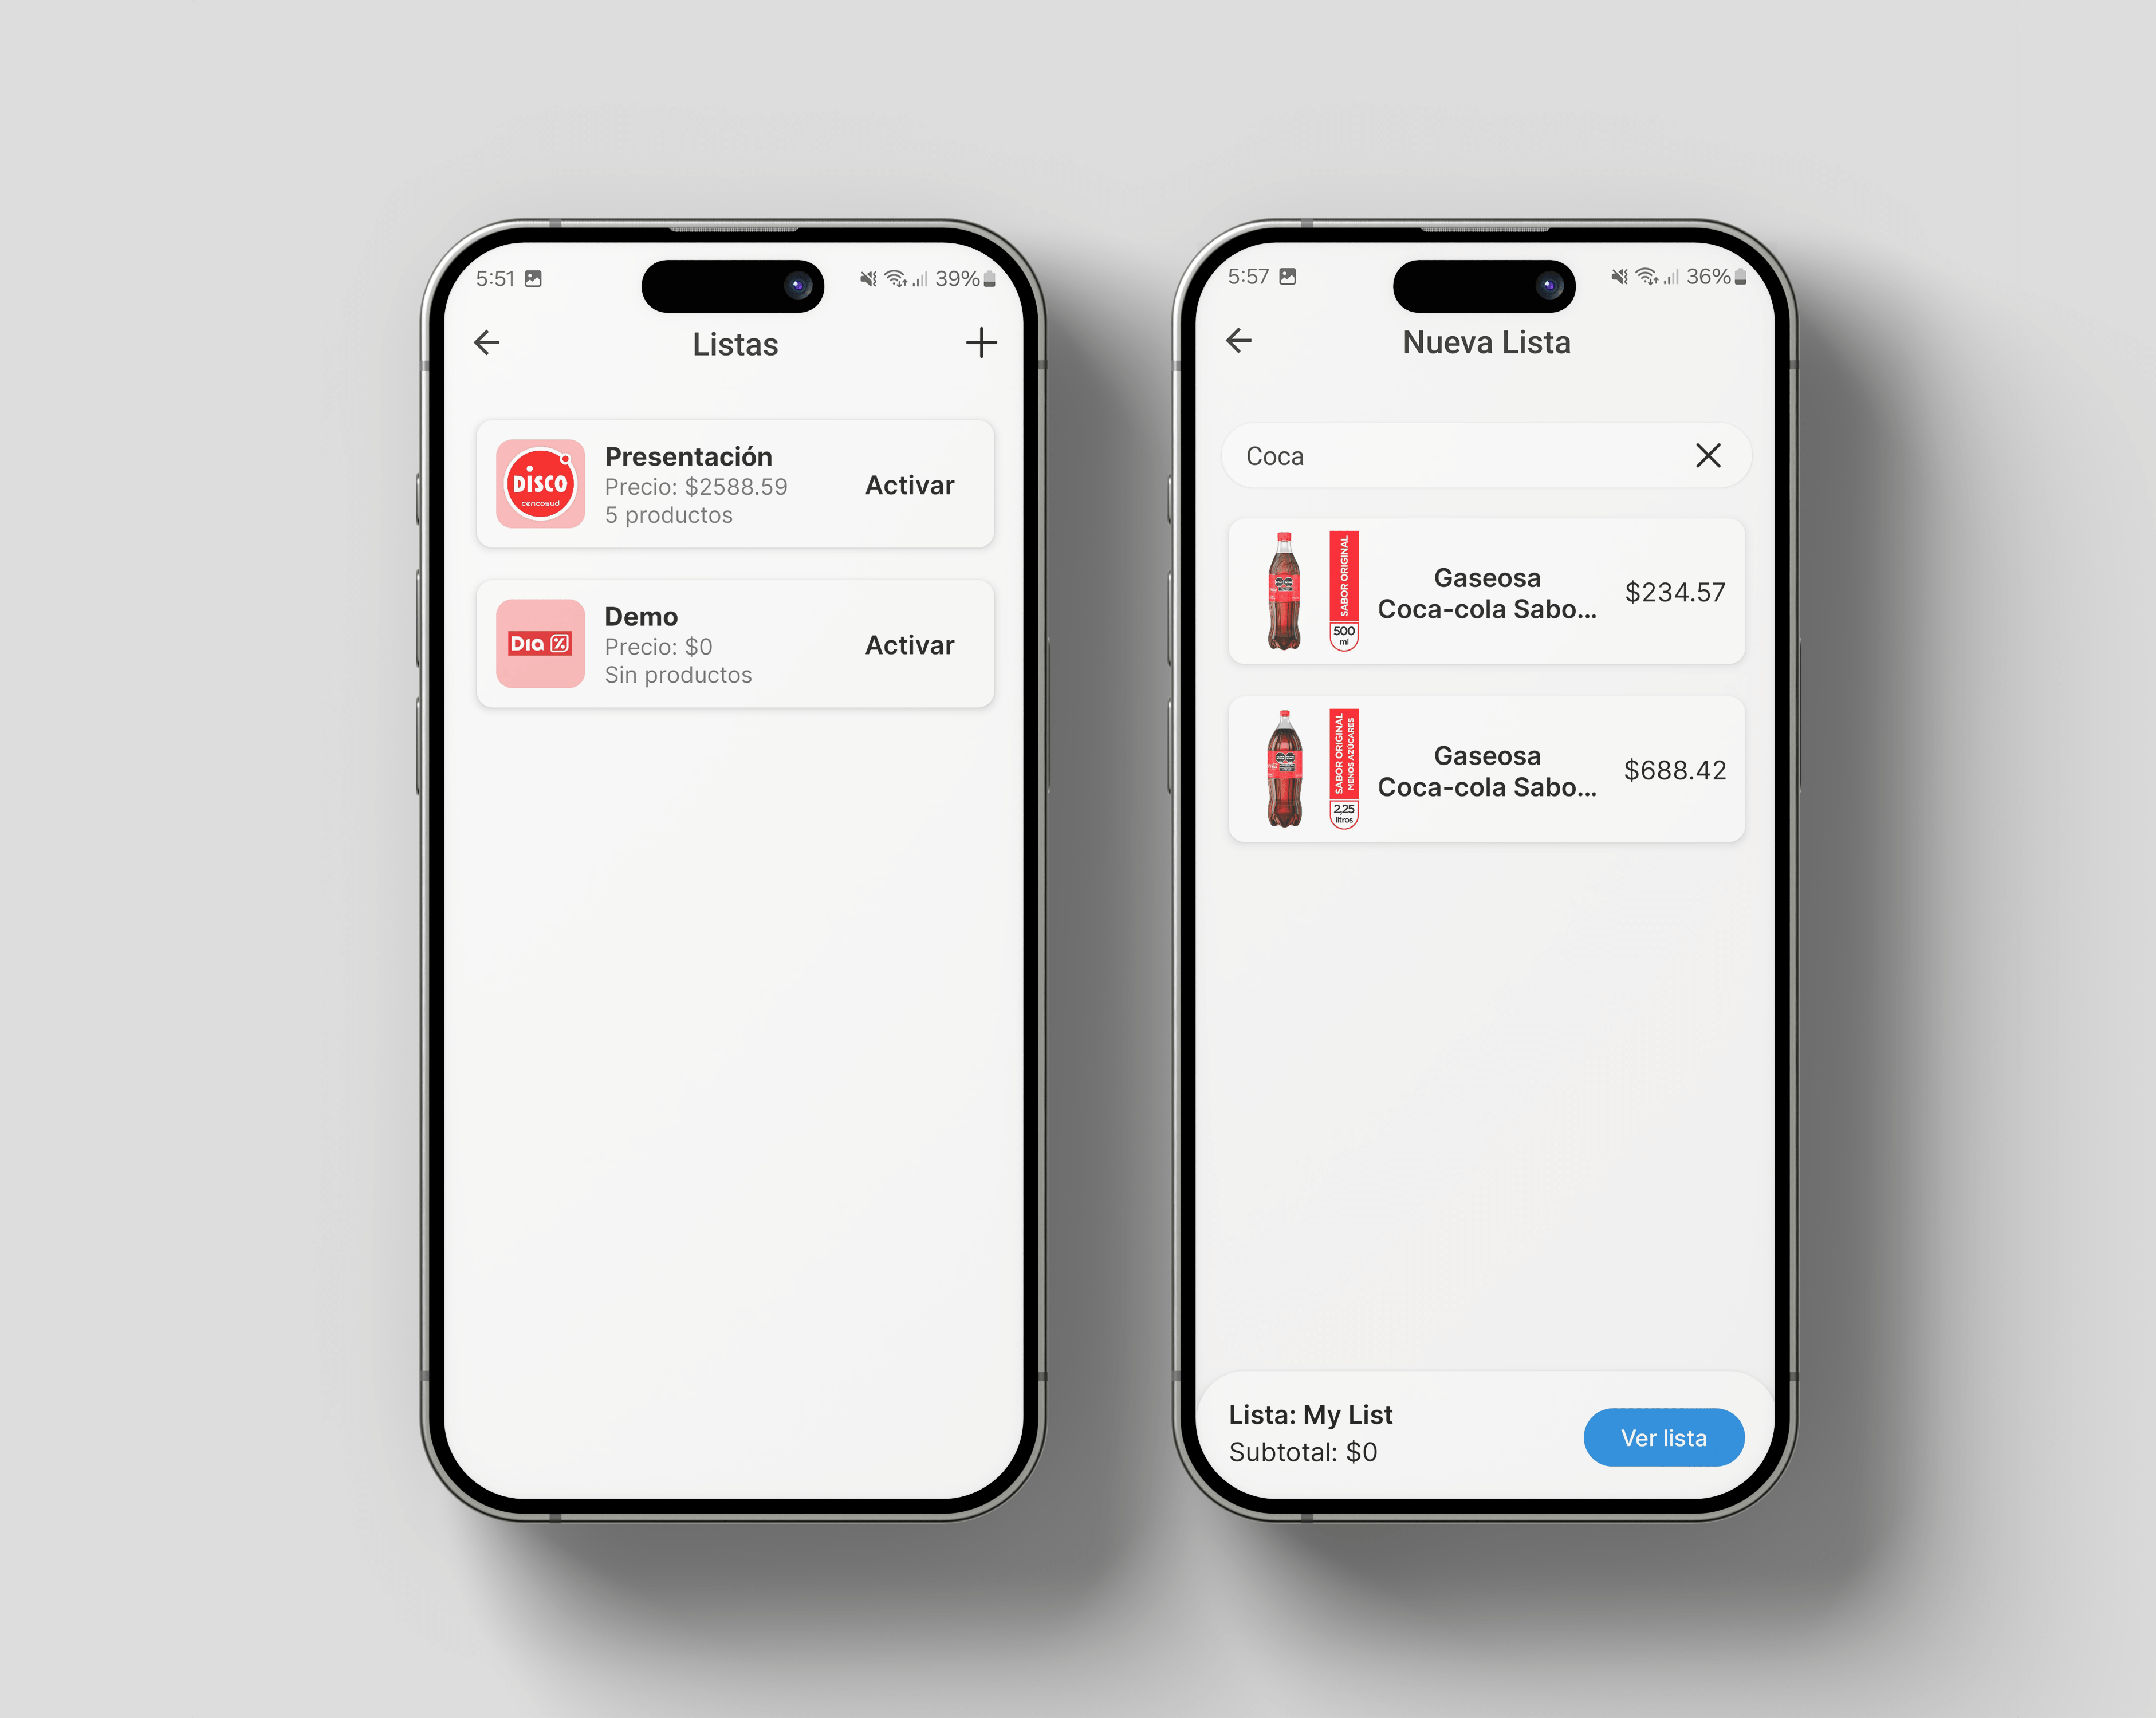 5:51
39%
Listas
DISCO
cencosud
Presentación
Precio: $2588.59
5 productos
Activar
Dia %
Demo
Precio: $0
Sin productos
Activar
5:57
36%
Nueva Lista
Coca
SABOR ORIGINAL
500
ml
Gaseosa
Coca-cola Sabo...
$234.57
SABOR ORIGINAL
MENOS AZÚCARES
2,25
litros
Gaseosa
Coca-cola Sabo...
$688.42
Lista: My List
Subtotal: $0
Ver lista